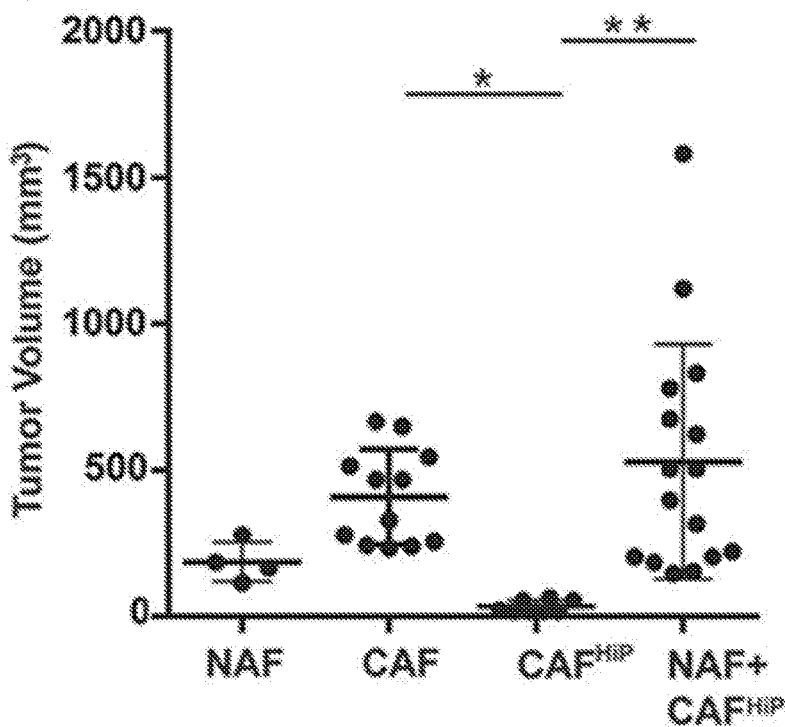 Tumor Volume (mm³)
2000
1500
1000
500
0
*
**
NAF
CAF
CAFHiP
NAF+
CAFHiP